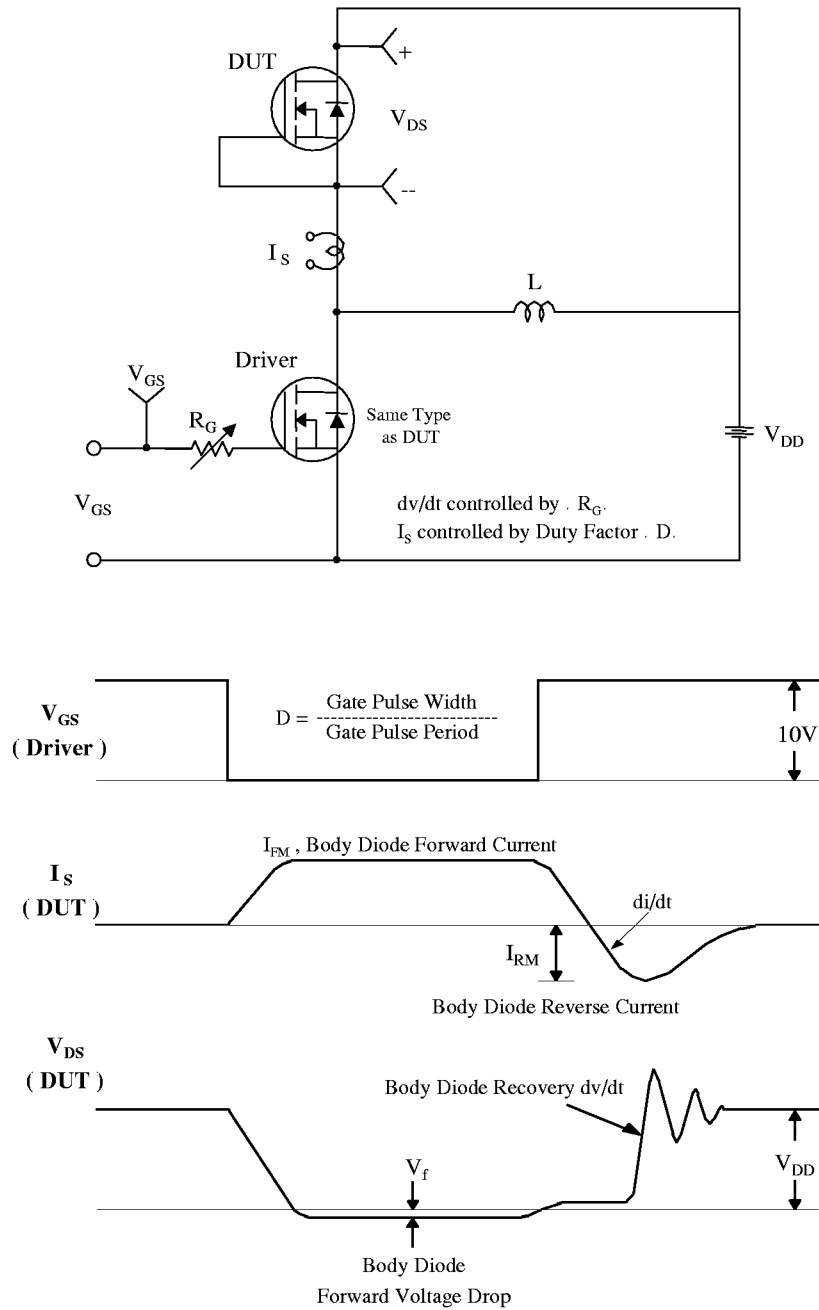 DUT
+
V_DS
--
I_S
L
Driver
V_GS
R_G
Same Type
as DUT
V_DD
V_GS
dv/dt controlled by . R_G.
I_S controlled by Duty Factor . D.
V_GS
( Driver )
D = Gate Pulse Width
--------------------------
Gate Pulse Period
10V
I_FM , Body Diode Forward Current
I_S
( DUT )
di/dt
I_RM
Body Diode Reverse Current
V_DS
( DUT )
Body Diode Recovery dv/dt
V_f
V_DD
Body Diode
Forward Voltage Drop